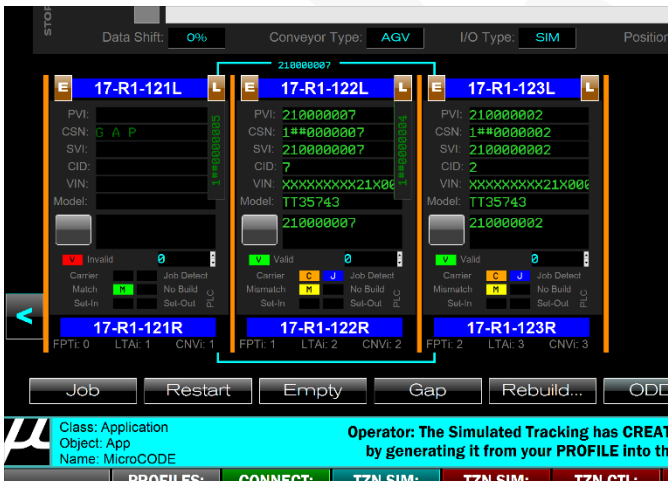 STOP
Data Shift: 0% Conveyor Type: AGV I/O Type: SIM Position
210000007
E 17-R1-121L L E 17-R1-122L L E 17-R1-123L L
PVI: PVI: 210000007 PVI: 210000002
CSN: GAP CSN: 1##0000007 CSN: 1##0000002
SVI: SVI: 210000007 SVI: 210000002
CID: CID: 7 CID: 2
VIN: VIN: XXXXXXXXX21X00 VIN: XXXXXXXXX21X000
Model: Model: TT35743 Model: TT35743
1##0000005 1##0000004
210000007 210000002
V Invalid 0 V Valid 0 V Valid 0
Carrier Job Detect Carrier C J Job Detect Carrier C J Job Detect
Match M No Build Mismatch M No Build Mismatch M No Build
Set-In Set-Out PLC Set-In Set-Out PLC Set-In Set-Out PLC
<
17-R1-121R 17-R1-122R 17-R1-123R
FPTi: 0 LTAi: 1 CNVi: 1 FPTi: 1 LTAi: 2 CNVi: 2 FPTi: 2 LTAi: 3 CNVi: 3
Job Restart Empty Gap Rebuild... ODD
µ
Class: Application
Object: App
Name: MicroCODE
Operator: The Simulated Tracking has CREAT
by generating it from your PROFILE into th
PROFILES: CONNECT: TZN SIM: TZN SIM: TZN CTL: